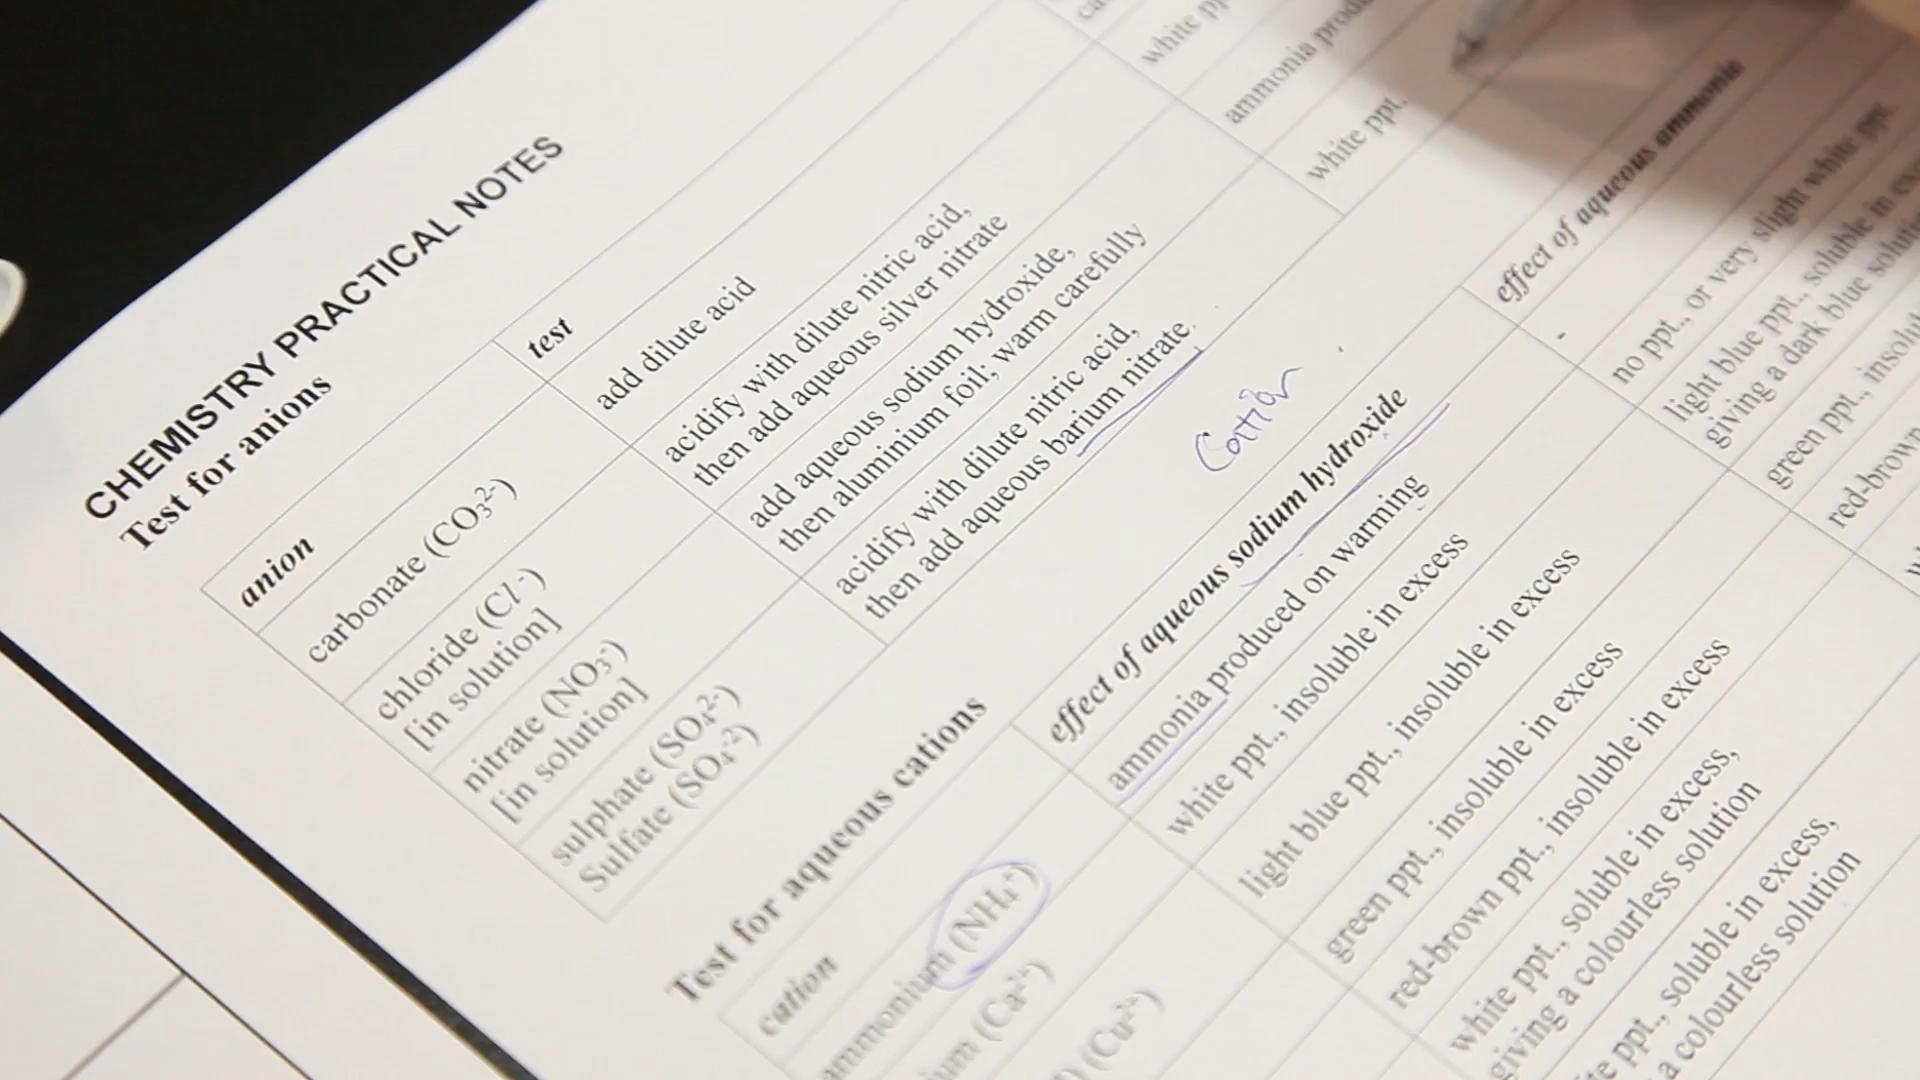 CHEMISTRY PRACTICAL NOTES
Test for anions
anion
test
carbonate (CO₃²⁻)
add dilute acid
chloride (Cl⁻)
[in solution]
acidify with dilute nitric acid,
then add aqueous silver nitrate
white
nitrate (NO₃⁻)
[in solution]
add aqueous sodium hydroxide,
then aluminium foil; warm carefully
ammonia
sulphate (SO₄²⁻)
Sulfate (SO₄⁻²)
acidify with dilute nitric acid,
then add aqueous barium nitrate.
white ppt.
Cation
Test for aqueous cations
cation
effect of aqueous sodium hydroxide
effect of aqueous ammonia
ammonium (NH₄⁺)
ammonia produced on warming
-
(Ca²⁺)
white ppt., insoluble in excess
no ppt., or very slight white ppt.
(Cu²⁺)
light blue ppt., insoluble in excess
light blue ppt., soluble in
giving a dark blue
green ppt., insoluble in excess
green ppt.,
red-brown ppt., insoluble in excess
red-brown
white ppt., soluble in excess,
giving a colourless solution
ppt., soluble in excess,
a colourless solution